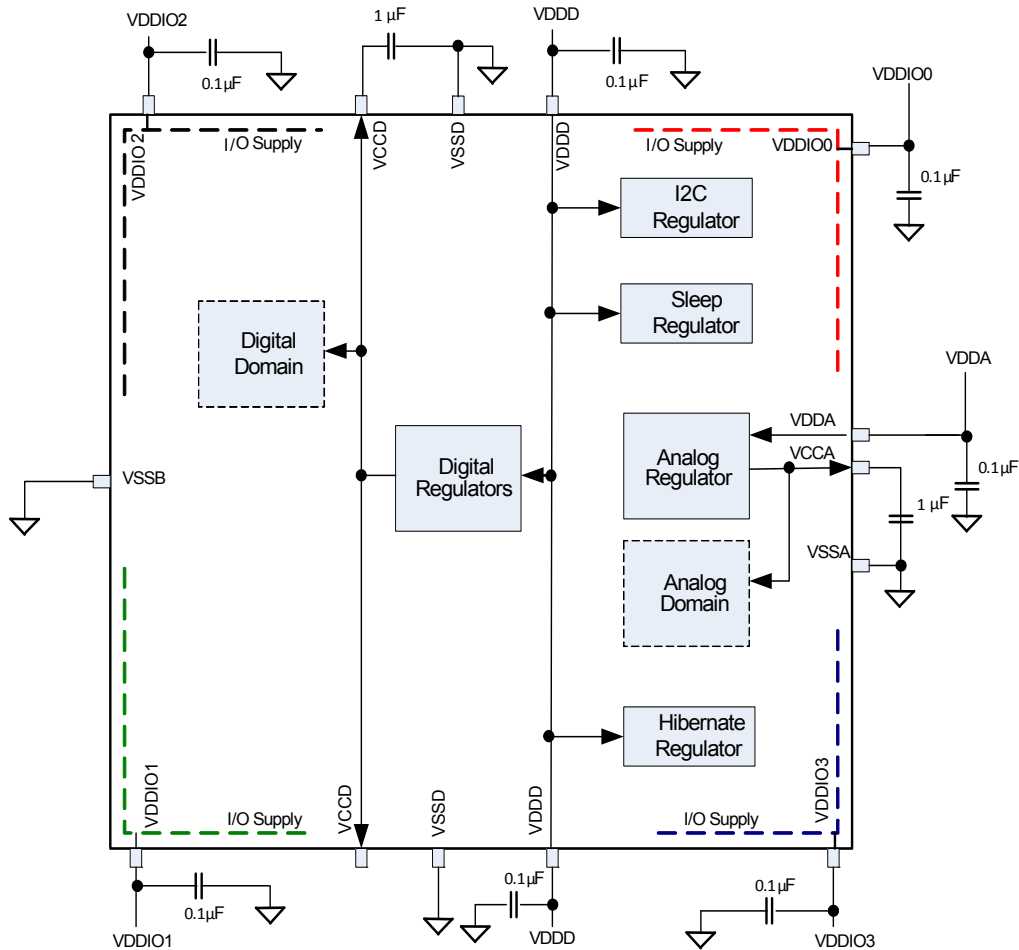 VDDIO2
1 µF
VDDD
0.1µF
0.1µF
VDDIO0
VDDIO2
I/O Supply
VCCD
VSSD
VDDD
I/O Supply
VDDIO0
0.1µF
I2C
Regulator
Sleep
Regulator
Digital
Domain
VDDA
VDDA
Analog
Regulator
VCCA
0.1µF
Digital
Regulators
VSSB
1 µF
VSSA
Analog
Domain
Hibernate
Regulator
VDDIO1
I/O Supply
VCCD
VSSD
VDDD
I/O Supply
VDDIO3
0.1µF
0.1µF
0.1µF
VDDIO1
VDDD
VDDIO3